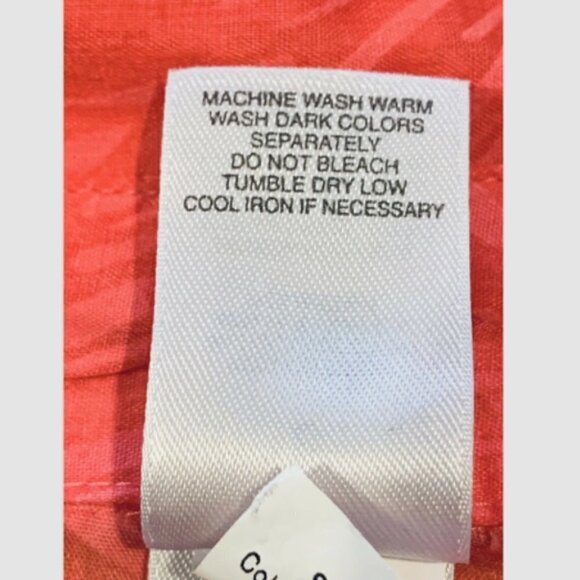 MACHINE WASH WARM
WASH DARK COLORS
SEPARATELY
DO NOT BLEACH
TUMBLE DRY LOW
COOL IRON IF NECESSARY